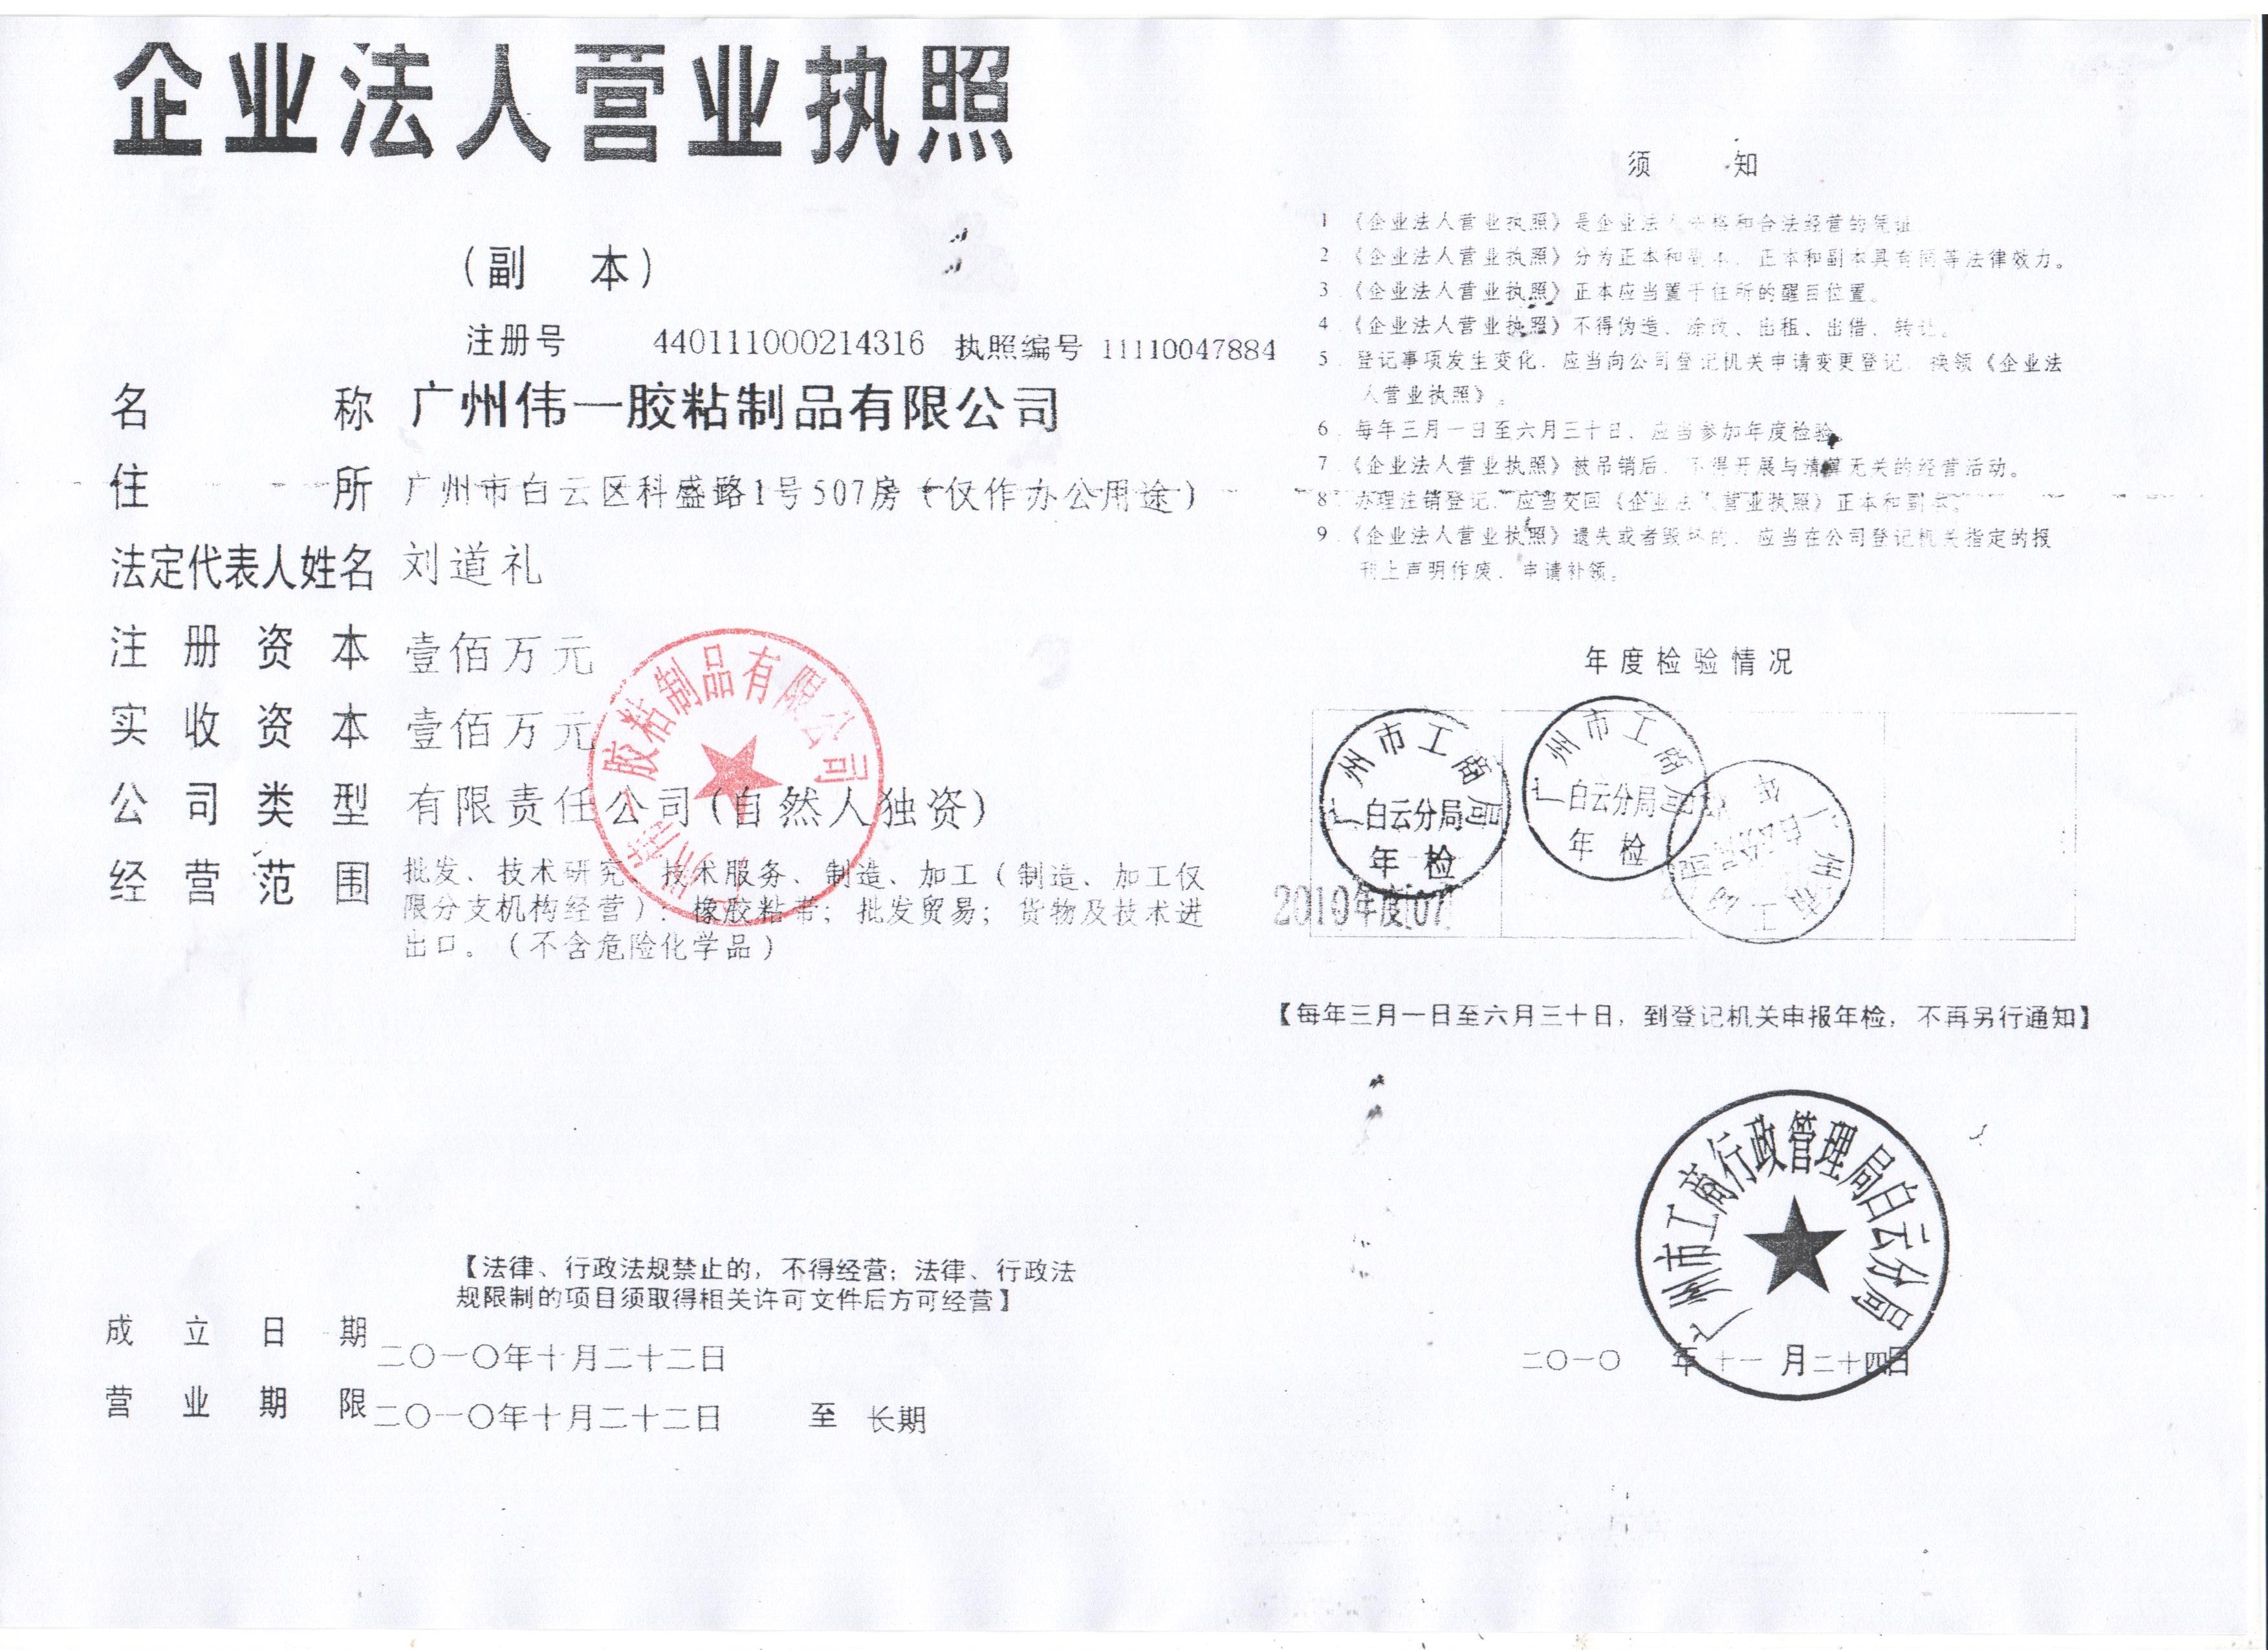 企业法人营业执照
（副 本）
注册号 440111000214316 执照编号 11110047884
名称 广州伟一胶粘制品有限公司
住所 广州市白云区科盛路1号507房（仅作办公用途）
法定代表人姓名 刘道礼
注册资本 壹佰万元
实收资本 壹佰万元
公司类型 有限责任公司(自然人独资)
经营范围 批发、技术研究、技术服务、制造、加工（制造、加工仅
限分支机构经营）：橡胶粘带；批发贸易；货物及技术进
出口。（不含危险化学品）
【法律、行政法规禁止的，不得经营；法律、行政法
规限制的项目须取得相关许可文件后方可经营】
成立日期 二〇一〇年十月二十二日
营业期限 二〇一〇年十月二十二日 至 长期
须 知
1.《企业法人营业执照》是企业法人资格和合法经营的凭证
2.《企业法人营业执照》分为正本和副本，正本和副本具有同等法律效力。
3.《企业法人营业执照》正本应当置于住所的醒目位置。
4.《企业法人营业执照》不得伪造、涂改、出租、出借、转让。
5.登记事项发生变化，应当向公司登记机关申请变更登记，换领《企业法
人营业执照》。
6.每年三月一日至六月三十日，应当参加年度检验。
7.《企业法人营业执照》被吊销后，不得开展与清算无关的经营活动。
8.办理注销登记，应当交回《企业法人营业执照》正本和副本。
9.《企业法人营业执照》遗失或者毁坏的，应当在公司登记机关指定的报
刊上声明作废，申请补领。
年度检验情况
广州市工商局
白云分局
年 检
广州市工商局
白云分局
年 检
【每年三月一日至六月三十日，到登记机关申报年检，不再另行通知】
广州市工商行政管理局白云分局
二〇一〇 年 十一 月 二十四日